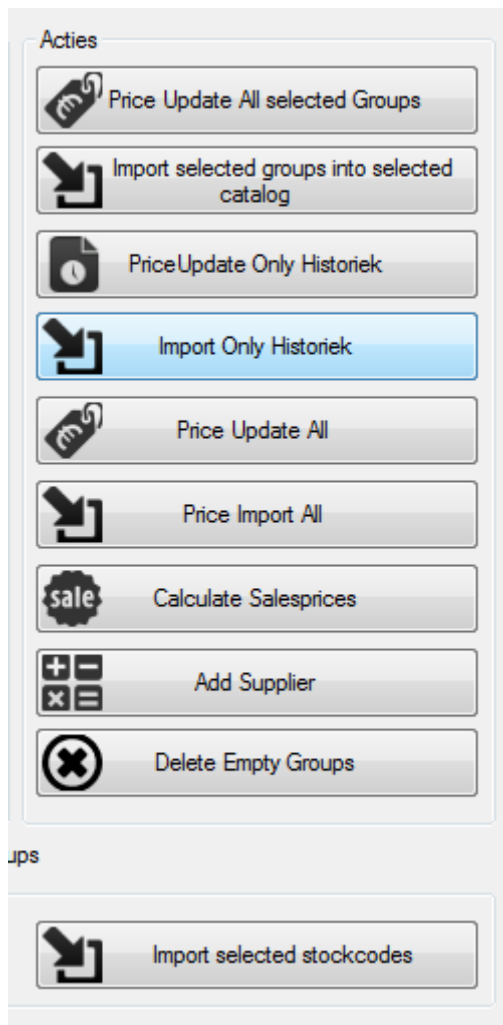 Acties
Price Update All selected Groups
Import selected groups into selected
catalog
PriceUpdate Only Historiek
Import Only Historiek
Price Update All
Price Import All
sale
Calculate Salesprices
Add Supplier
Delete Empty Groups
ups
Import selected stockcodes